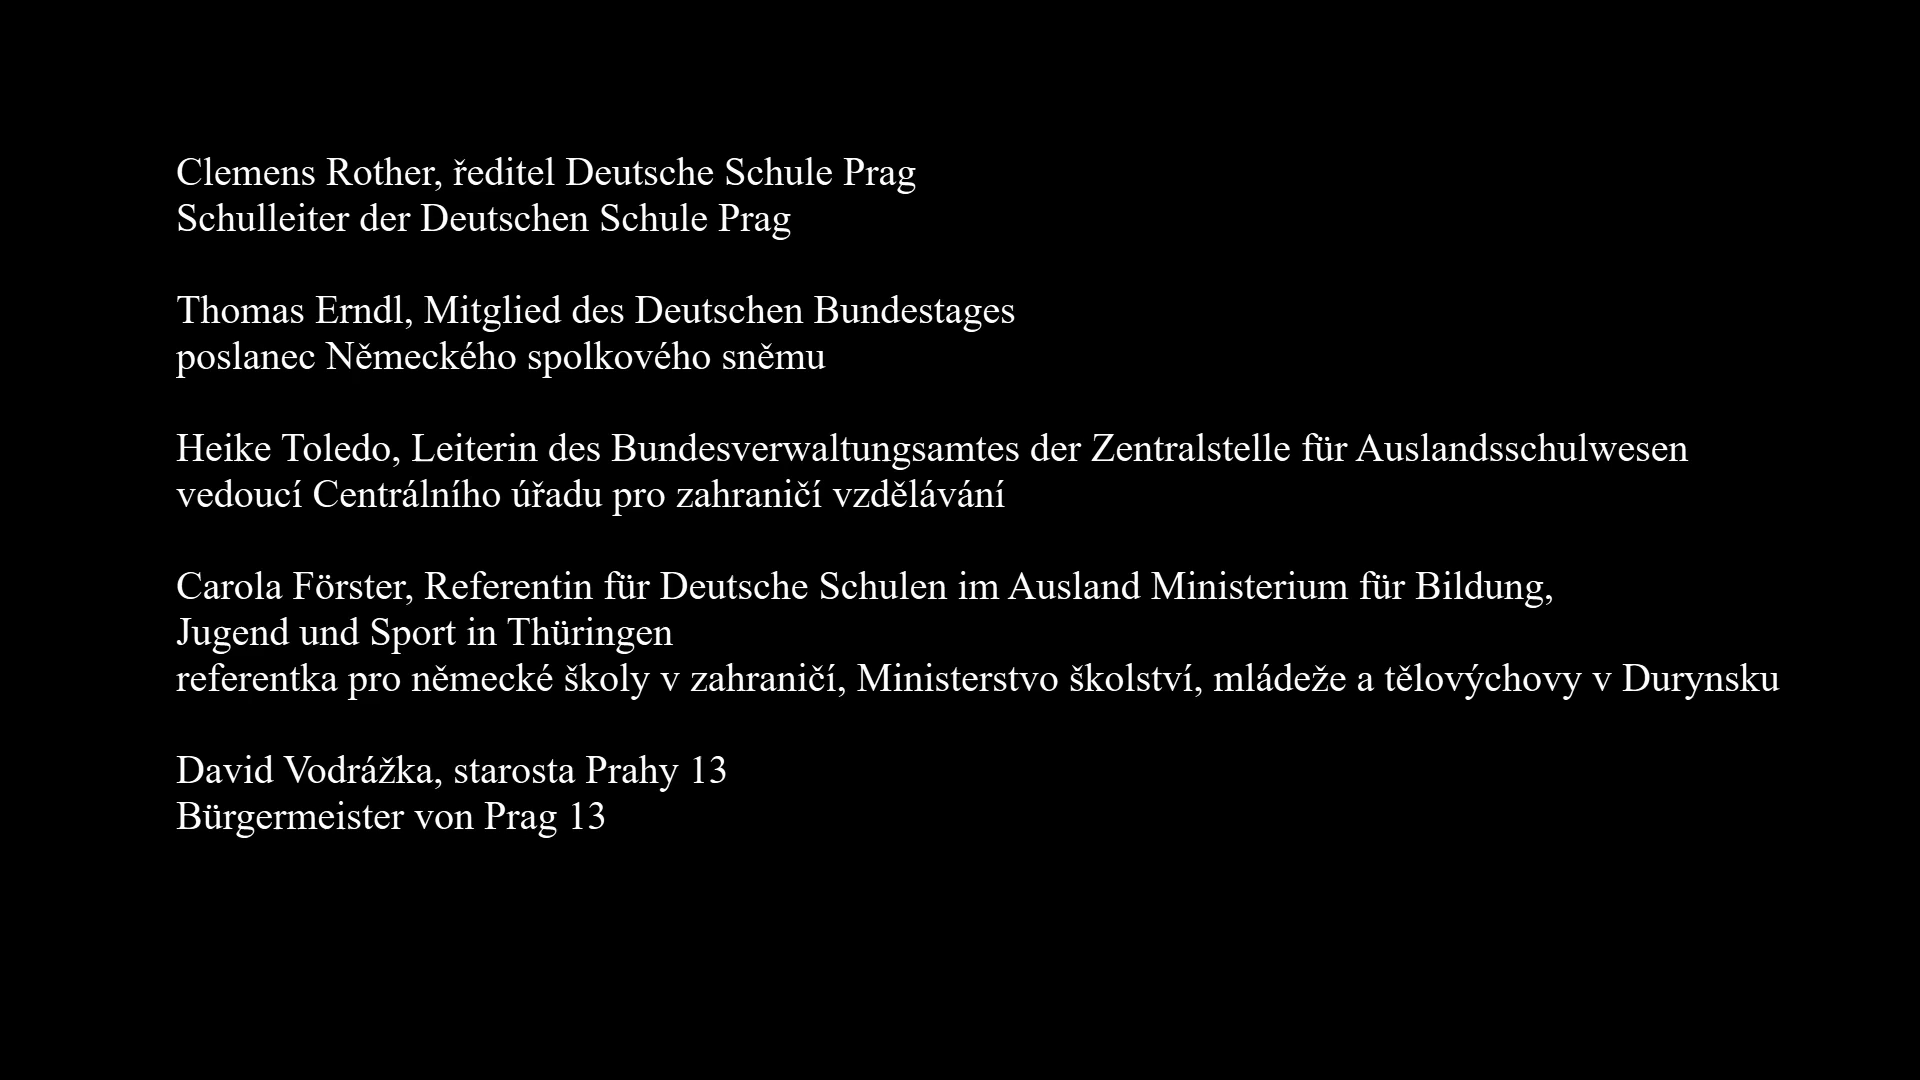 Clemens Rother, ředitel Deutsche Schule Prag
Schulleiter der Deutschen Schule Prag
Thomas Erndl, Mitglied des Deutschen Bundestages
poslanec Německého spolkového sněmu
Heike Toledo, Leiterin des Bundesverwaltungsamtes der Zentralstelle für Auslandsschulwesen
vedoucí Centrálního úřadu pro zahraničí vzdělávání
Carola Förster, Referentin für Deutsche Schulen im Ausland Ministerium für Bildung,
Jugend und Sport in Thüringen
referentka pro německé školy v zahraničí, Ministerstvo školství, mládeže a tělovýchovy v Durynsku
David Vodrážka, starosta Prahy 13
Bürgermeister von Prag 13